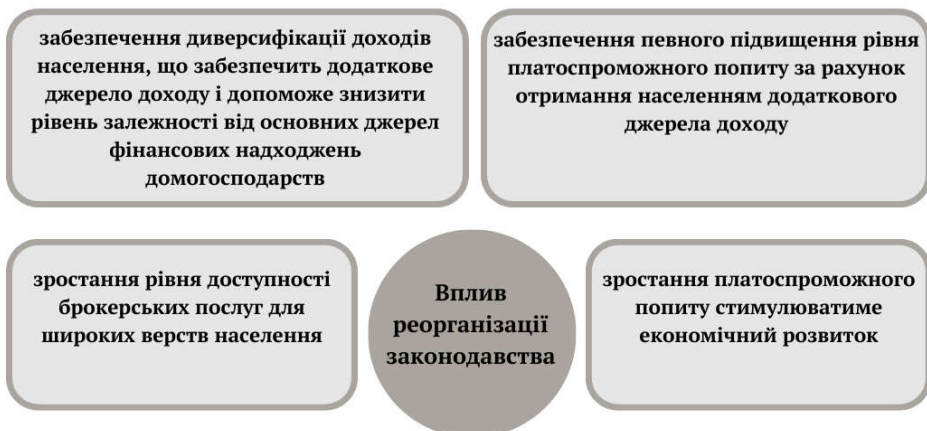 забезпечення диверсифікації доходів
населення, що забезпечить додаткове
джерело доходу і допоможе знизити
рівень залежності від основних джерел
фінансових надходжень
домогосподарств
забезпечення певного підвищення рівня
платоспроможного попиту за рахунок
отримання населенням додаткового
джерела доходу
зростання рівня доступності
брокерських послуг для
широких верств населення
Вплив
реорганізації
законодавства
зростання платоспроможного
попиту стимулюватиме
економічний розвиток